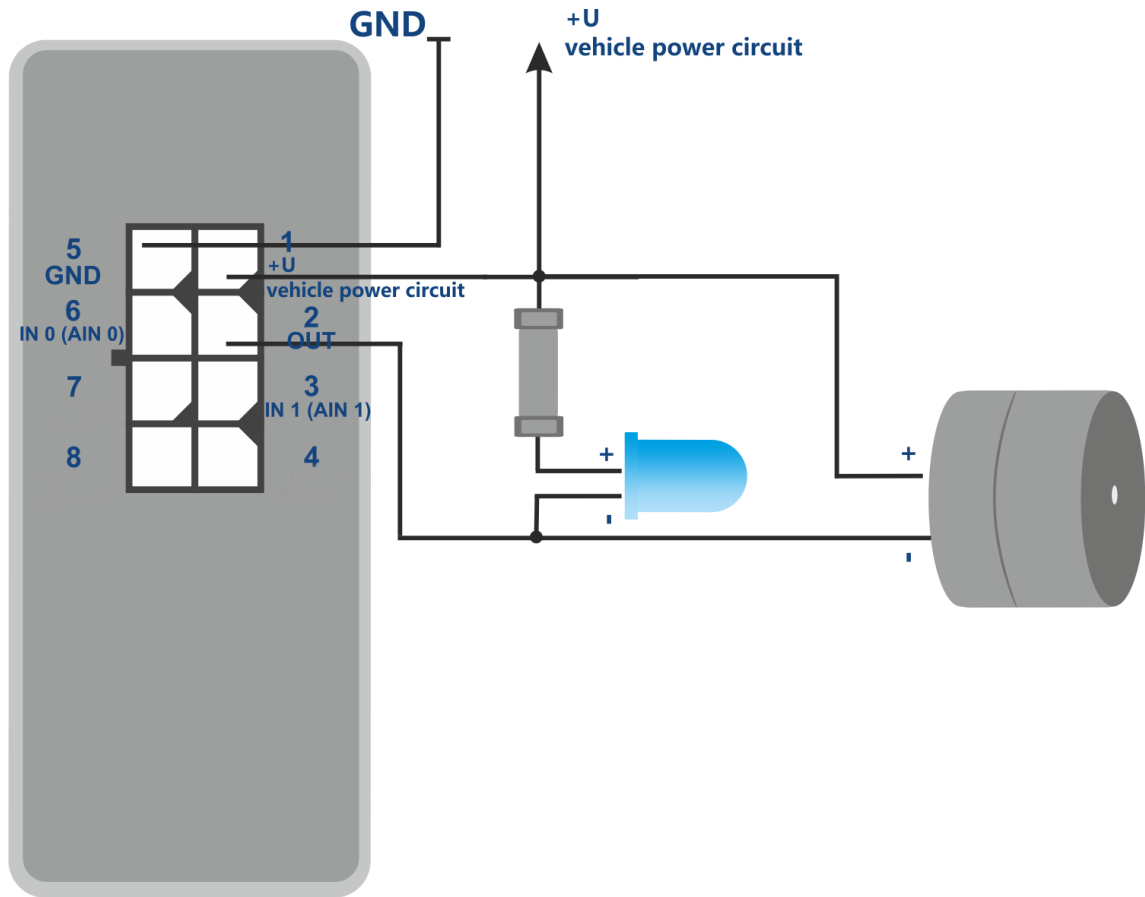 GND
+U
vehicle power circuit
5
GND
1
+U
vehicle power circuit
6
IN 0 (AIN 0)
2
OUT
7
3
IN 1 (AIN 1)
8
4
+
-
+
-